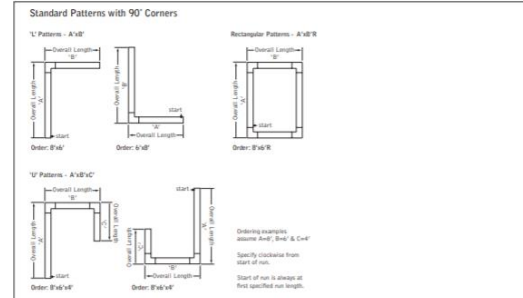 Standard Patterns with 90° Corners
'L' Patterns - A'xB'
Rectangular Patterns - A'xB'R
Overall Length
'B'
Overall Length
'A'
start
Order: 8'x6'
Overall Length
'B'
start
'A'
Overall Length
Order: 6'x8'
Overall Length
'B'
Overall Length
'A'
start
Order: 8'x6'R
'U' Patterns - A'xB'xC'
Overall Length
'B'
Overall Length
'A'
'C'
Overall Length
start
Order: 8'x6'x4'
start
Overall Length
'C'
'A'
Overall Length
'B'
Overall Length
Order: 8'x6'x4'
Ordering examples
assume A=8', B=6' & C=4'
Specify clockwise from
start of run.
Start of run is always at
first specified run length.